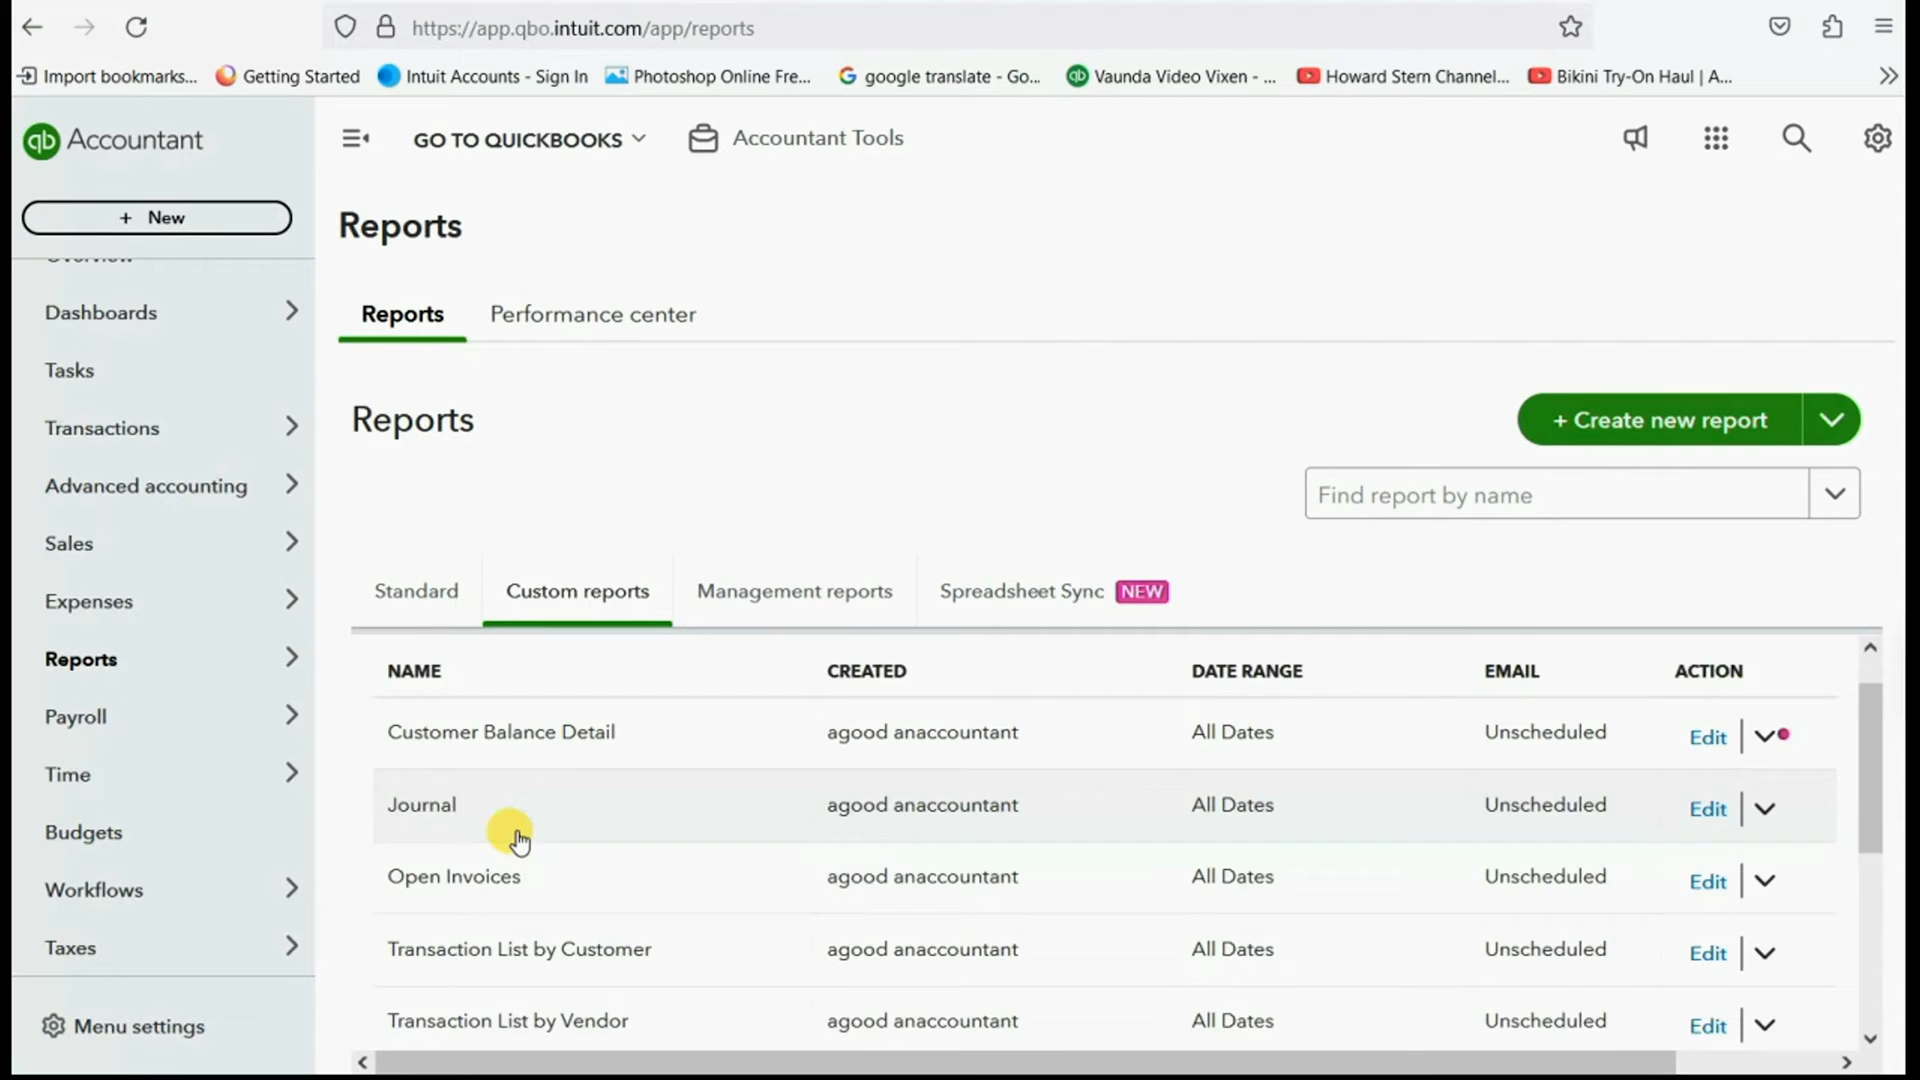 https://app.qbo.intuit.com/app/reports
Import bookmarks... Getting Started Intuit Accounts - Sign In Photoshop Online Fre... google translate - Go... Vaunda Video Vixen - ... Howard Stern Channel... Bikini Try-On Haul | A...
qb Accountant
GO TO QUICKBOOKS Accountant Tools
+ New
Reports
Overview
Dashboards
Tasks
Transactions
Advanced accounting
Sales
Expenses
Reports
Payroll
Time
Budgets
Workflows
Taxes
Menu settings
Reports Performance center
Reports
+ Create new report
Find report by name
Standard Custom reports Management reports Spreadsheet Sync NEW
NAME CREATED DATE RANGE EMAIL ACTION
Customer Balance Detail agood anaccountant All Dates Unscheduled Edit
Journal agood anaccountant All Dates Unscheduled Edit
Open Invoices agood anaccountant All Dates Unscheduled Edit
Transaction List by Customer agood anaccountant All Dates Unscheduled Edit
Transaction List by Vendor agood anaccountant All Dates Unscheduled Edit